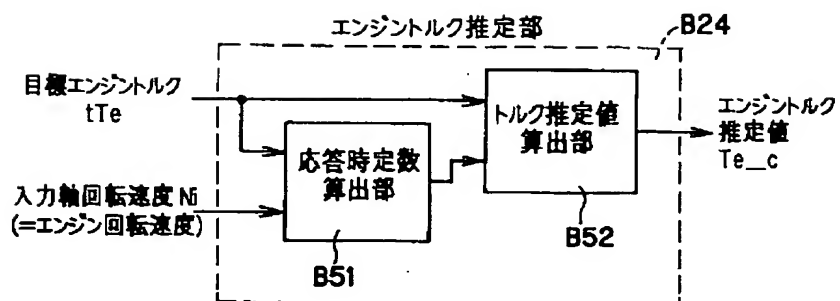 エンジントルク推定部
B24
目標エンジントルク
tTe
トルク推定値
算出部
エンジントルク
推定値
Te_c
応答時定数
算出部
入力軸回転速度 Ni
(=エンジン回転速度)
B52
B51